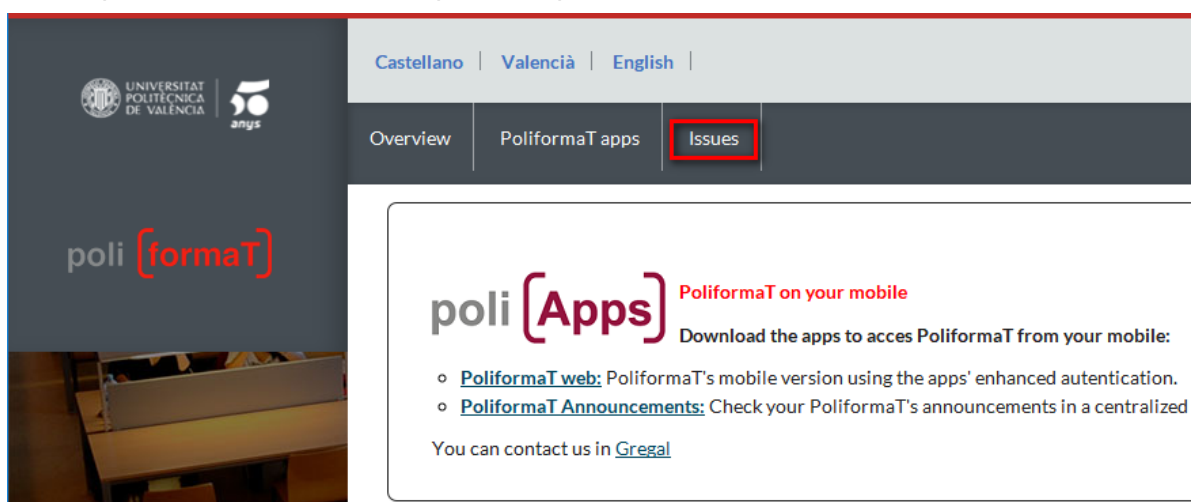 UNIVERSITAT
POLITÈCNICA
DE VALÈNCIA
50
anys
Castellano | Valencià | English |
Overview PoliformaT apps Issues
poli [formaT]
poli [Apps]
PoliformaT on your mobile
Download the apps to acces PoliformaT from your mobile:
PoliformaT web: PoliformaT's mobile version using the apps' enhanced autentication.
PoliformaT Announcements: Check your PoliformaT's announcements in a centralized
You can contact us in Gregal